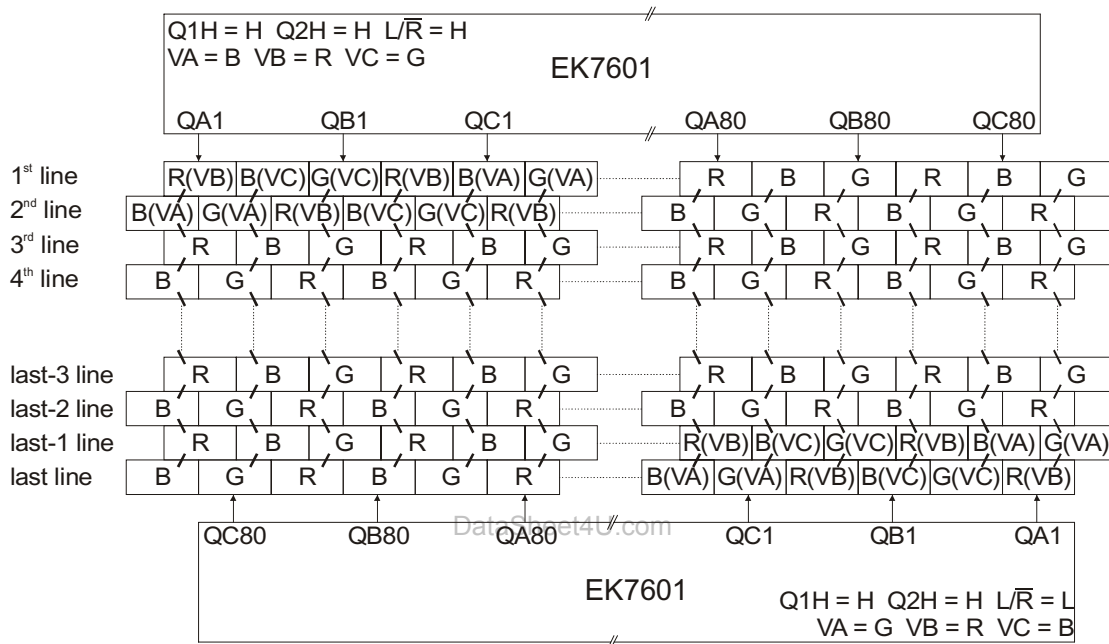 Q1H = H Q2H = H L/R̅ = H
VA = B VB = R VC = G
EK7601
QA1 QB1 QC1 QA80 QB80 QC80
1st line R(VB) B(VC) G(VC) R(VB) B(VA) G(VA) R B G R B G
2nd line B(VA) G(VA) R(VB) B(VC) G(VC) R(VB) B G R B G R
3rd line R B G R B G R B G R B G
4th line B G R B G R B G R B G R
last-3 line R B G R B G R B G R B G
last-2 line B G R B G R B G R B G R
last-1 line R B G R B G R(VB) B(VC) G(VC) R(VB) B(VA) G(VA)
last line B G R B G R B(VA) G(VA) R(VB) B(VC) G(VC) R(VB)
DataSheet4U.com
QC80 QB80 QA80 QC1 QB1 QA1
EK7601
Q1H = H Q2H = H L/R̅ = L
VA = G VB = R VC = B